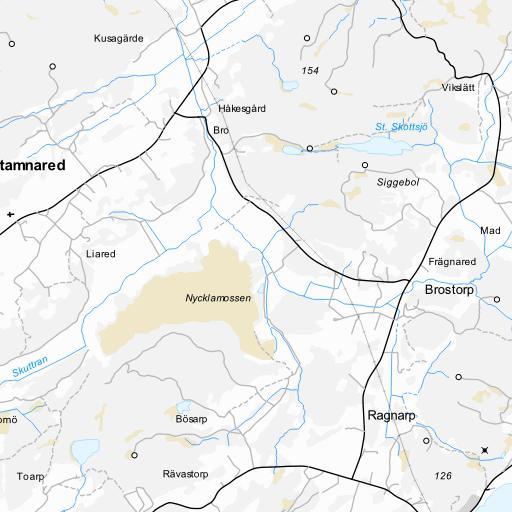 Kusagärde
154
Vikslätt
Håkesgård
Bro
St. Skottsjö
tamnared
Siggebol
Mad
Liared
Frägnared
Brostorp
Nycklamossen
Skuttran
Ragnarp
omö
Bösarp
Toarp
Rävastorp
126